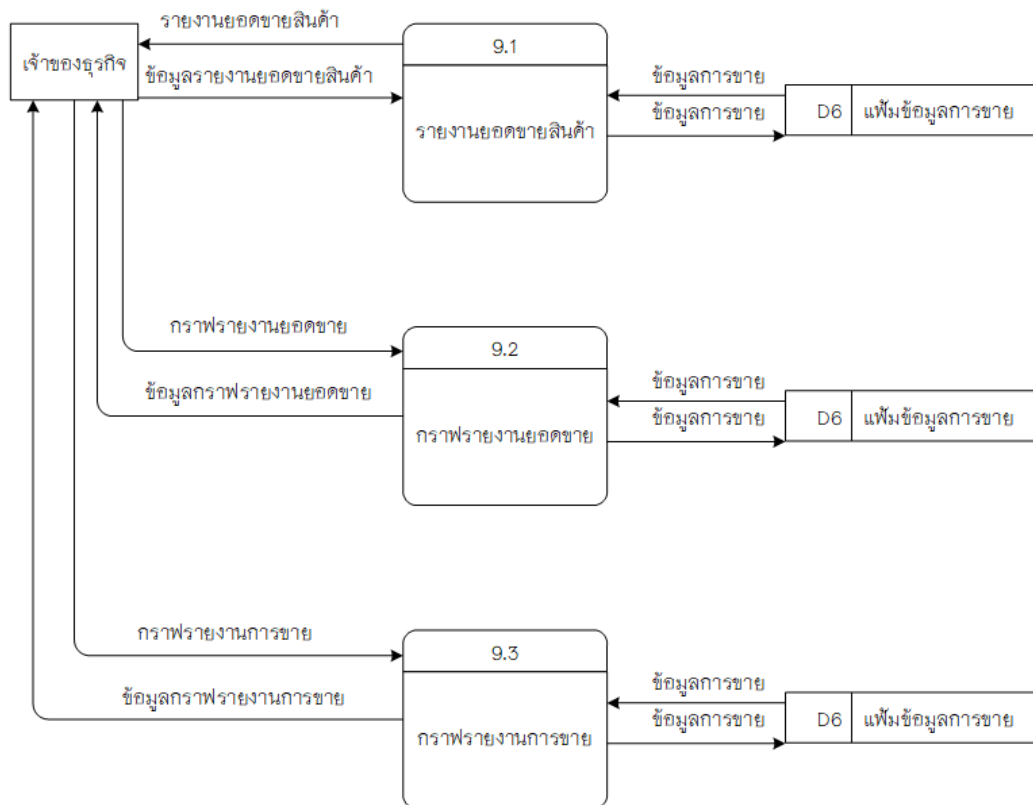 รายงานยอดขายสินค้า
9.1
เจ้าของธุรกิจ
ข้อมูลรายงานยอดขายสินค้า
ข้อมูลการขาย
ข้อมูลการขาย
D6 แฟ้มข้อมูลการขาย
รายงานยอดขายสินค้า
กราฟรายงานยอดขาย
9.2
ข้อมูลกราฟรายงานยอดขาย
ข้อมูลการขาย
ข้อมูลการขาย
D6 แฟ้มข้อมูลการขาย
กราฟรายงานยอดขาย
กราฟรายงานการขาย
9.3
ข้อมูลกราฟรายงานการขาย
ข้อมูลการขาย
ข้อมูลการขาย
D6 แฟ้มข้อมูลการขาย
กราฟรายงานการขาย